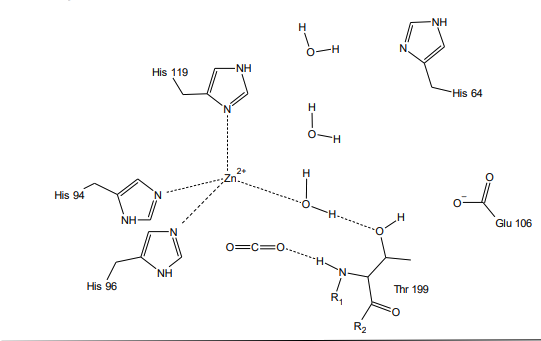 H
O H
NH
N
His 64
His 119
NH
N
H
O H
Zn2+
His 94
N
NH
H
O H
O
O−
Glu 106
H
O
N
NH
His 96
O=C=O
H
N
R1
Thr 199
O
R2